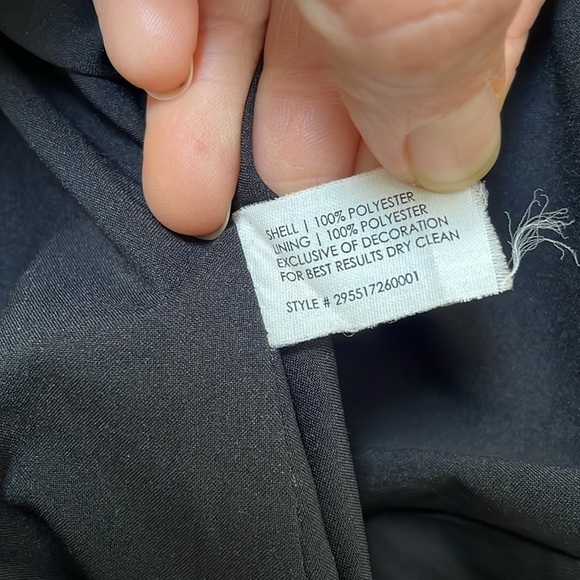 SHELL | 100% POLYESTER
LINING | 100% POLYESTER
EXCLUSIVE OF DECORATION
FOR BEST RESULTS DRY CLEAN
STYLE # 295517260001